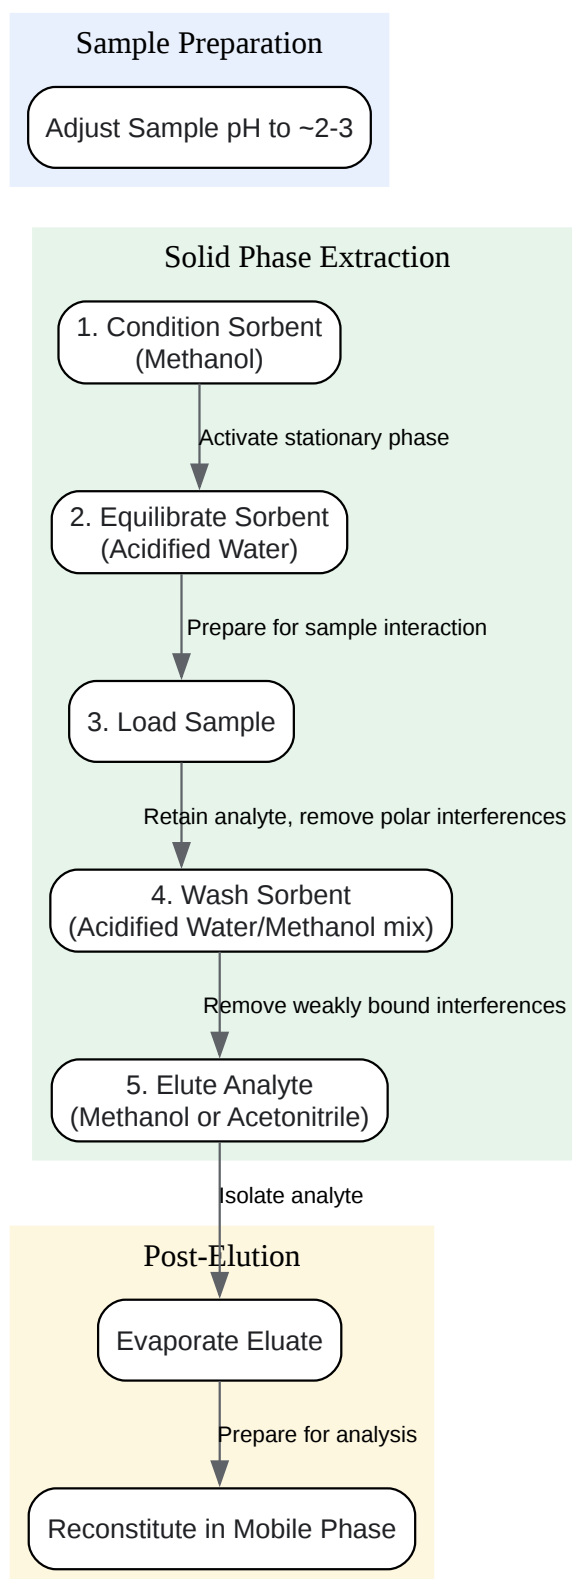 Sample Preparation
Adjust Sample pH to ~2-3
Solid Phase Extraction
1. Condition Sorbent
(Methanol)
Activate stationary phase
2. Equilibrate Sorbent
(Acidified Water)
Prepare for sample interaction
3. Load Sample
Retain analyte, remove polar interferences
4. Wash Sorbent
(Acidified Water/Methanol mix)
Remove weakly bound interferences
5. Elute Analyte
(Methanol or Acetonitrile)
Isolate analyte
Post-Elution
Evaporate Eluate
Prepare for analysis
Reconstitute in Mobile Phase